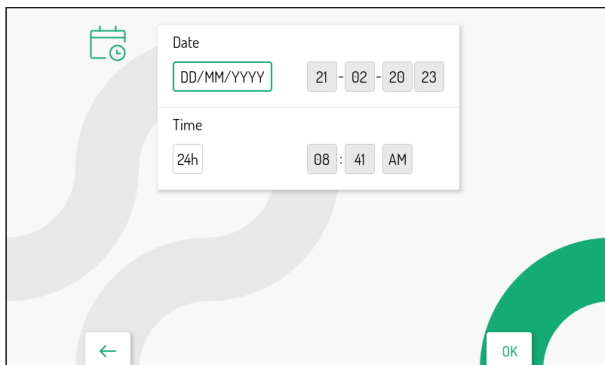 Date
DD/MM/YYYY 21 - 02 - 20 23
Time
24h 08 : 41 AM
OK